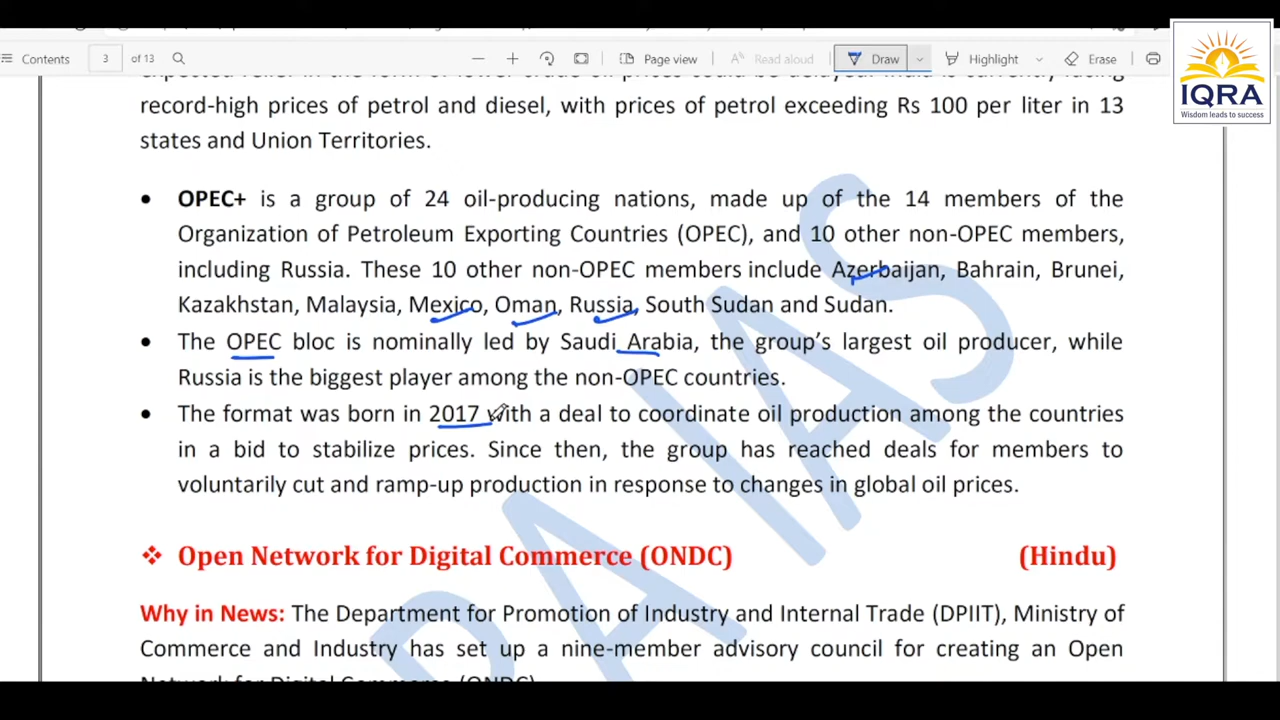 Contents 3 of 13 Page view Read aloud Draw Highlight Erase
IQRA
Wisdom leads to success
record-high prices of petrol and diesel, with prices of petrol exceeding Rs 100 per liter in 13
states and Union Territories.
• OPEC+ is a group of 24 oil-producing nations, made up of the 14 members of the
Organization of Petroleum Exporting Countries (OPEC), and 10 other non-OPEC members,
including Russia. These 10 other non-OPEC members include Azerbaijan, Bahrain, Brunei,
Kazakhstan, Malaysia, Mexico, Oman, Russia, South Sudan and Sudan.
• The OPEC bloc is nominally led by Saudi Arabia, the group's largest oil producer, while
Russia is the biggest player among the non-OPEC countries.
• The format was born in 2017 with a deal to coordinate oil production among the countries
in a bid to stabilize prices. Since then, the group has reached deals for members to
voluntarily cut and ramp-up production in response to changes in global oil prices.
❖ Open Network for Digital Commerce (ONDC) (Hindu)
Why in News: The Department for Promotion of Industry and Internal Trade (DPIIT), Ministry of
Commerce and Industry has set up a nine-member advisory council for creating an Open
Network for Digital Commerce (ONDC)